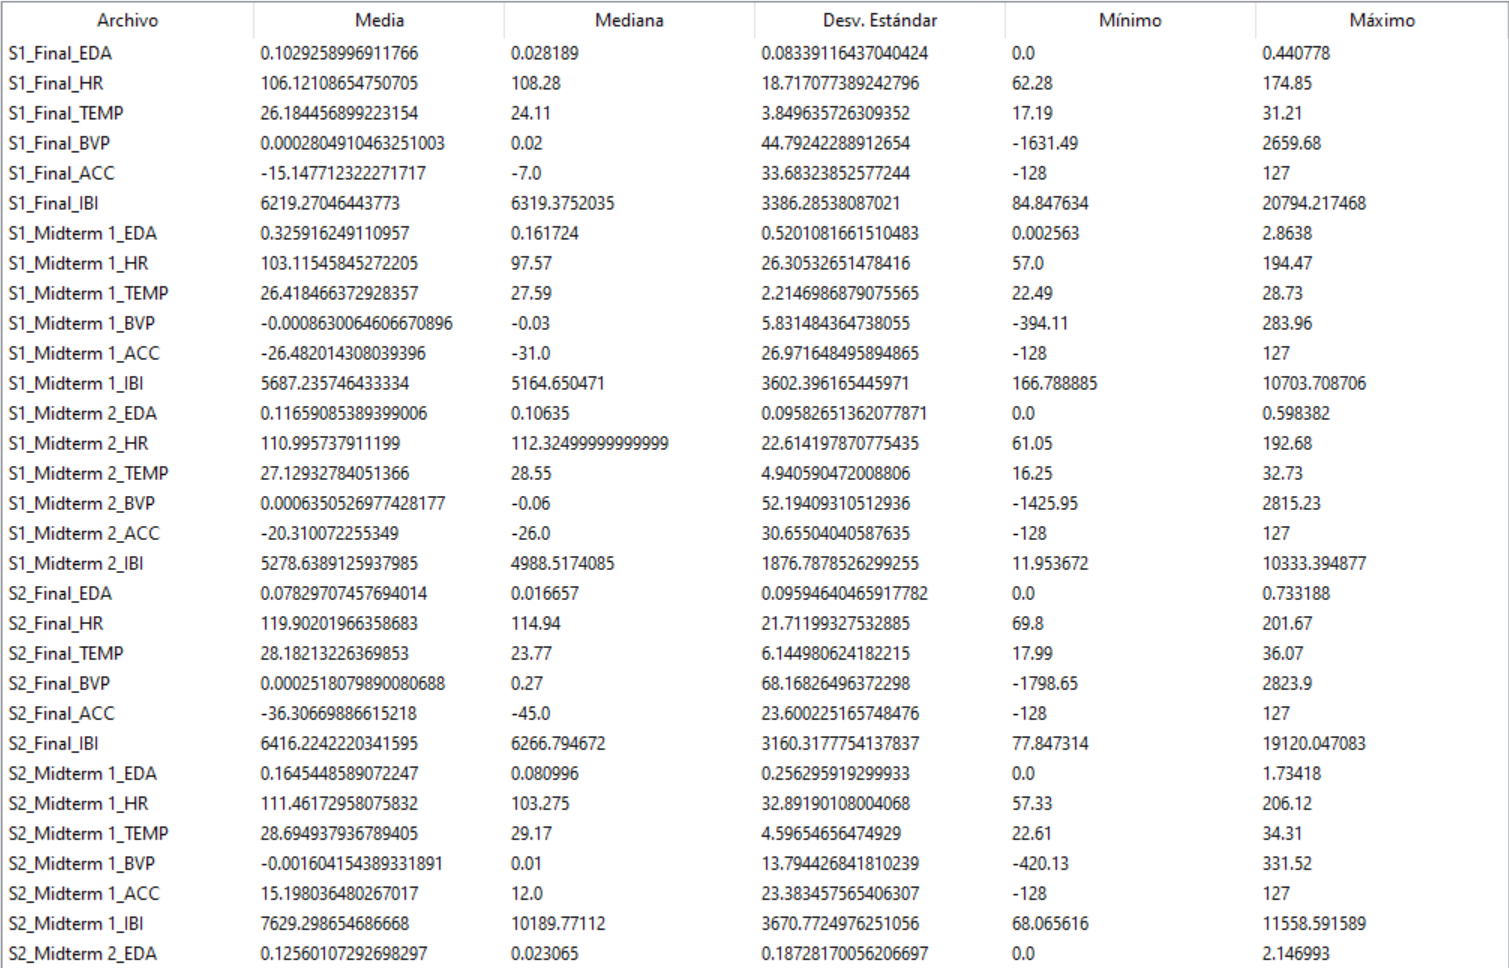 Archivo Media Mediana Desv. Estándar Mínimo Máximo
S1_Final_EDA 0.1029258996911766 0.028189 0.08339116437040424 0.0 0.440778
S1_Final_HR 106.12108654750705 108.28 18.717077389242796 62.28 174.85
S1_Final_TEMP 26.184456899223154 24.11 3.849635726309352 17.19 31.21
S1_Final_BVP 0.0002804910463251003 0.02 44.79242288912654 -1631.49 2659.68
S1_Final_ACC -15.147712322271717 -7.0 33.68323852577244 -128 127
S1_Final_IBI 6219.27046443773 6319.3752035 3386.28538087021 84.847634 20794.217468
S1_Midterm 1_EDA 0.325916249110957 0.161724 0.5201081661510483 0.002563 2.8638
S1_Midterm 1_HR 103.11545845272205 97.57 26.30532651478416 57.0 194.47
S1_Midterm 1_TEMP 26.418466372928357 27.59 2.2146986879075565 22.49 28.73
S1_Midterm 1_BVP -0.0008630064606670896 -0.03 5.831484364738055 -394.11 283.96
S1_Midterm 1_ACC -26.482014308039396 -31.0 26.971648495894865 -128 127
S1_Midterm 1_IBI 5687.235746433334 5164.650471 3602.396165445971 166.788885 10703.708706
S1_Midterm 2_EDA 0.11659085389399006 0.10635 0.09582651362077871 0.0 0.598382
S1_Midterm 2_HR 110.995737911199 112.32499999999999 22.614197870775435 61.05 192.68
S1_Midterm 2_TEMP 27.12932784051366 28.55 4.940590472008806 16.25 32.73
S1_Midterm 2_BVP 0.0006350526977428177 -0.06 52.19409310512936 -1425.95 2815.23
S1_Midterm 2_ACC -20.310072255349 -26.0 30.65504040587635 -128 127
S1_Midterm 2_IBI 5278.6389125937985 4988.5174085 1876.7878526299255 11.953672 10333.394877
S2_Final_EDA 0.07829707457694014 0.016657 0.09594640465917782 0.0 0.733188
S2_Final_HR 119.90201966358683 114.94 21.71199327532885 69.8 201.67
S2_Final_TEMP 28.18213226369853 23.77 6.144980624182215 17.99 36.07
S2_Final_BVP 0.0002518079890080688 0.27 68.16826496372298 -1798.65 2823.9
S2_Final_ACC -36.30669886615218 -45.0 23.600225165748476 -128 127
S2_Final_IBI 6416.2242220341595 6266.794672 3160.3177754137837 77.847314 19120.047083
S2_Midterm 1_EDA 0.1645448589072247 0.080996 0.256295919299933 0.0 1.73418
S2_Midterm 1_HR 111.46172958075832 103.275 32.89190108004068 57.33 206.12
S2_Midterm 1_TEMP 28.694937936789405 29.17 4.59654656474929 22.61 34.31
S2_Midterm 1_BVP -0.001604154389331891 0.01 13.794426841810239 -420.13 331.52
S2_Midterm 1_ACC 15.198036480267017 12.0 23.383457565406307 -128 127
S2_Midterm 1_IBI 7629.298654686668 10189.77112 3670.7724976251056 68.065616 11558.591589
S2_Midterm 2_EDA 0.12560107292698297 0.023065 0.18728170056206697 0.0 2.146993